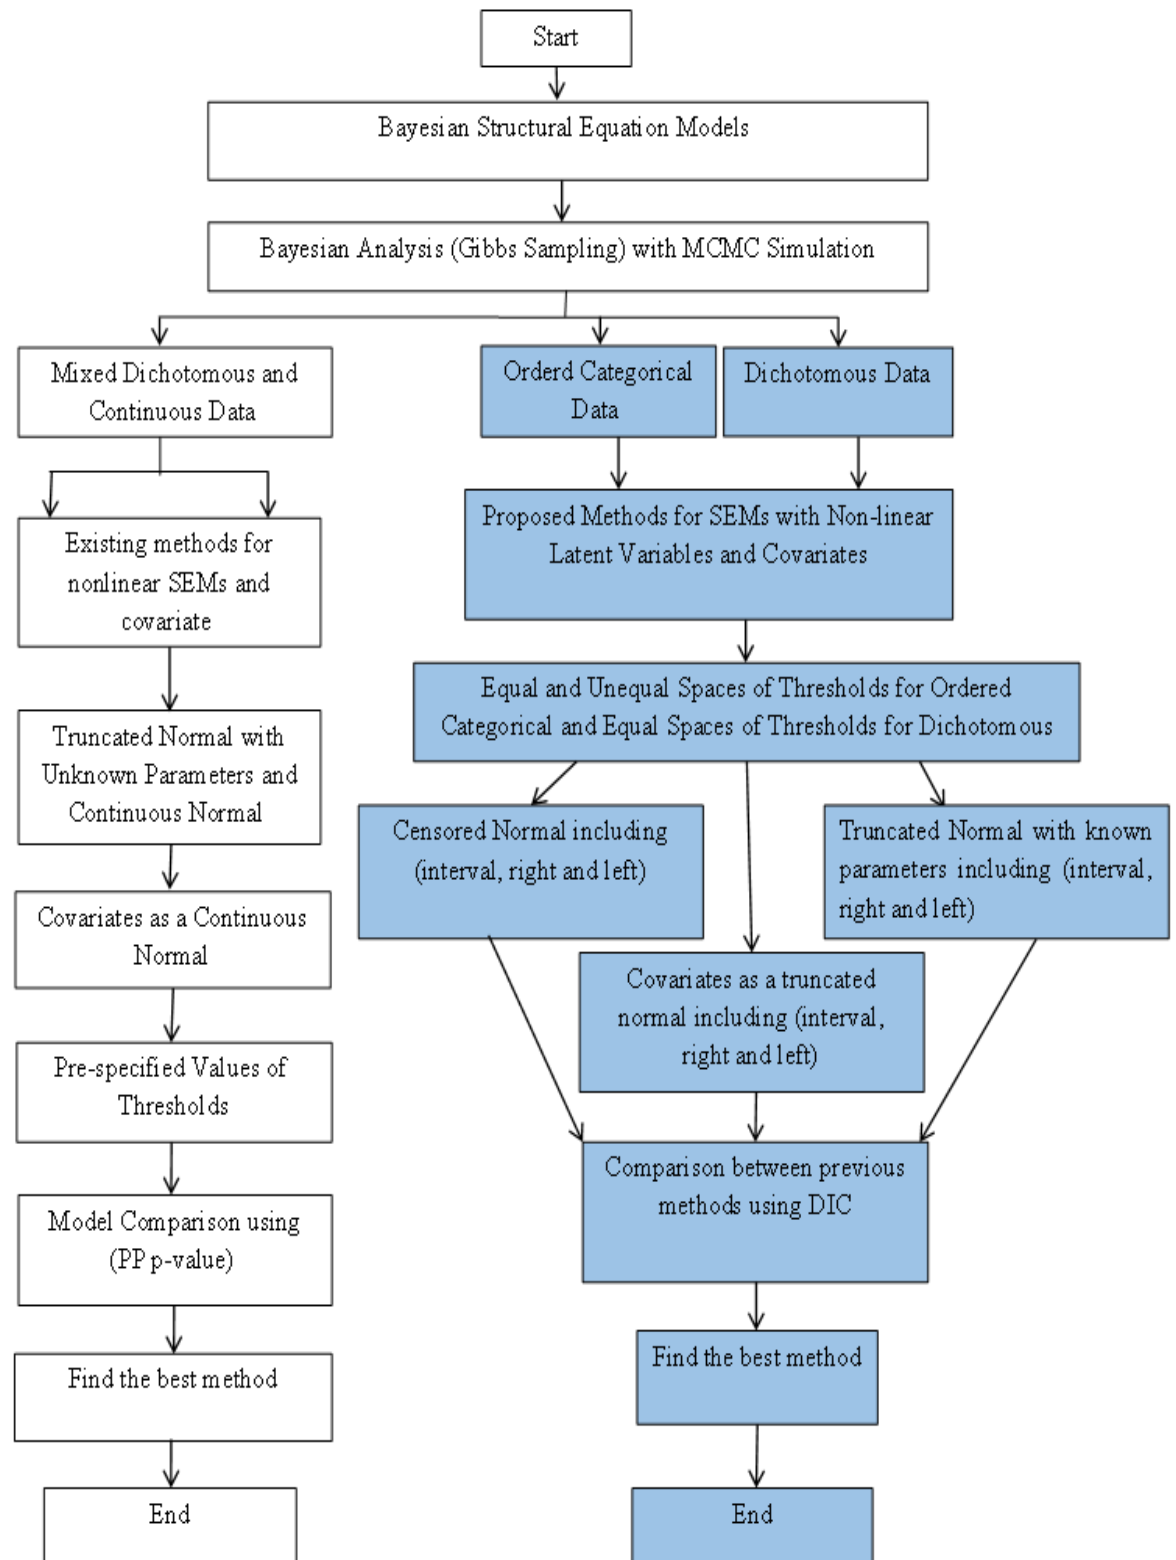 Start
Bayesian Structural Equation Models
Bayesian Analysis (Gibbs Sampling) with MCMC Simulation
Mixed Dichotomous and
Continuous Data
Orderd Categorical
Data
Dichotomous Data
Existing methods for
nonlinear SEMs and
covariate
Proposed Methods for SEMs with Non-linear
Latent Variables and Covariates
Equal and Unequal Spaces of Thresholds for Ordered
Categorical and Equal Spaces of Thresholds for Dichotomous
Truncated Normal with
Unknown Parameters and
Continuous Normal
Censored Normal including
(interval, right and left)
Truncated Normal with known
parameters including (interval,
right and left)
Covariates as a Continuous
Normal
Covariates as a truncated
normal including (interval,
right and left)
Pre-specified Values of
Thresholds
Comparison between previous
methods using DIC
Model Comparison using
(PP p-value)
Find the best method
Find the best method
End
End